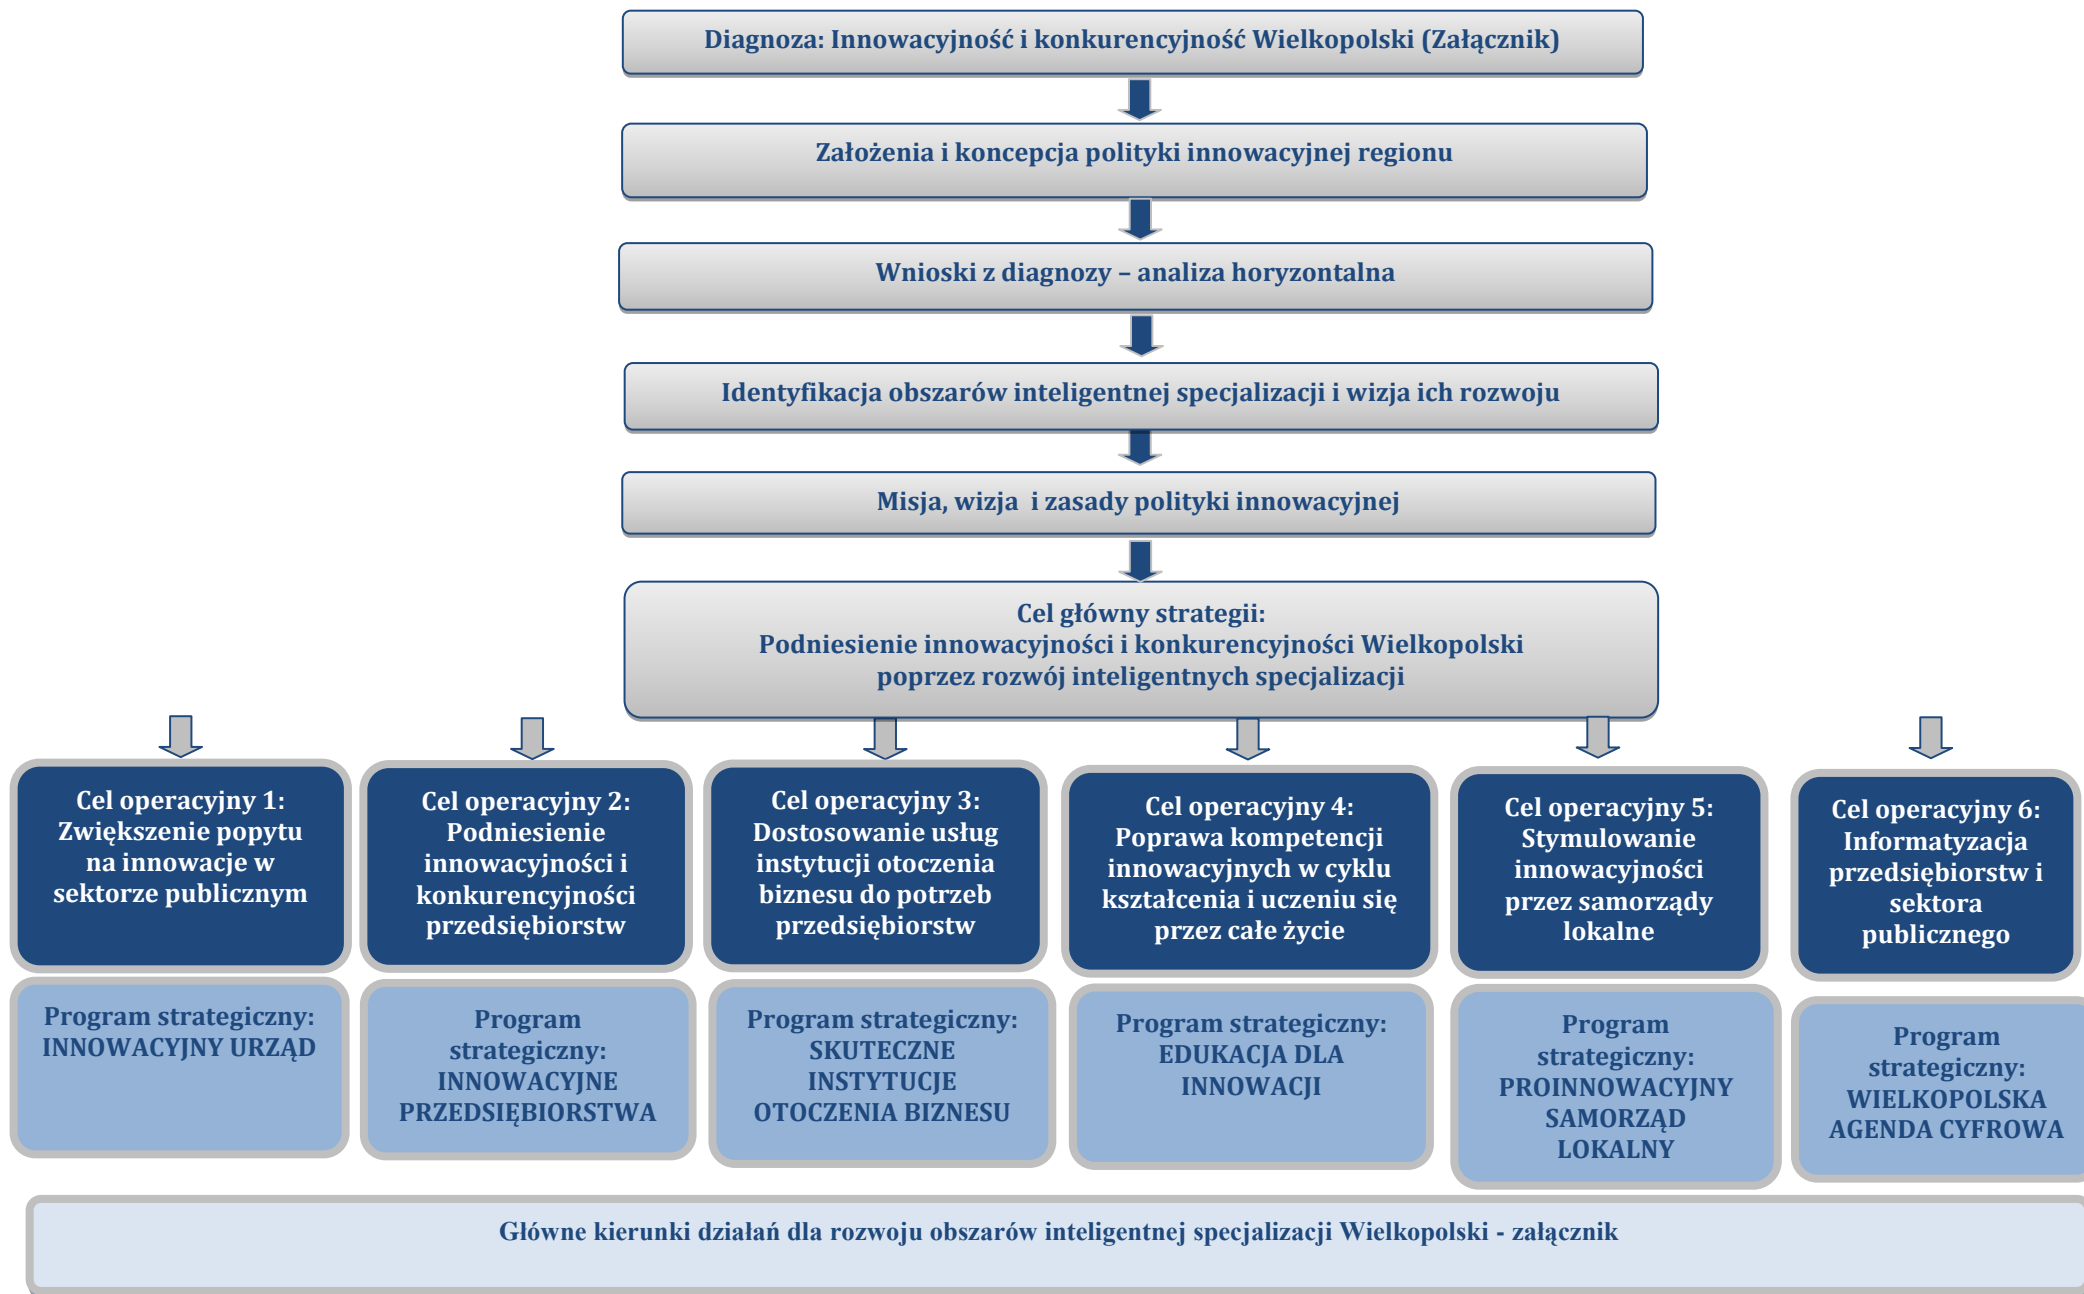 Diagnoza: Innowacyjność i konkurencyjność Wielkopolski (Załącznik)
Założenia i koncepcja polityki innowacyjnej regionu
Wnioski z diagnozy – analiza horyzontalna
Identyfikacja obszarów inteligentnej specjalizacji i wizja ich rozwoju
Misja, wizja  i zasady polityki innowacyjnej
Cel główny strategii:
Podniesienie innowacyjności i konkurencyjności Wielkopolski
poprzez rozwój inteligentnych specjalizacji
Cel operacyjny 1:
Zwiększenie popytu
na innowacje w
sektorze publicznym
Cel operacyjny 2:
Podniesienie
innowacyjności i
konkurencyjności
przedsiębiorstw
Cel operacyjny 3:
Dostosowanie usług
instytucji otoczenia
biznesu do potrzeb
przedsiębiorstw
Cel operacyjny 4:
Poprawa kompetencji
innowacyjnych w cyklu
kształcenia i uczeniu się
przez całe życie
Cel operacyjny 5:
Stymulowanie
innowacyjności
przez samorządy
lokalne
Cel operacyjny 6:
Informatyzacja
przedsiębiorstw i
sektora
publicznego
Program strategiczny:
INNOWACYJNY URZĄD
Program
strategiczny:
INNOWACYJNE
PRZEDSIĘBIORSTWA
Program strategiczny:
SKUTECZNE
INSTYTUCJE
OTOCZENIA BIZNESU
Program strategiczny:
EDUKACJA DLA
INNOWACJI
Program
strategiczny:
PROINNOWACYJNY
SAMORZĄD
LOKALNY
Program
strategiczny:
WIELKOPOLSKA
AGENDA CYFROWA
Główne kierunki działań dla rozwoju obszarów inteligentnej specjalizacji Wielkopolski - załącznik